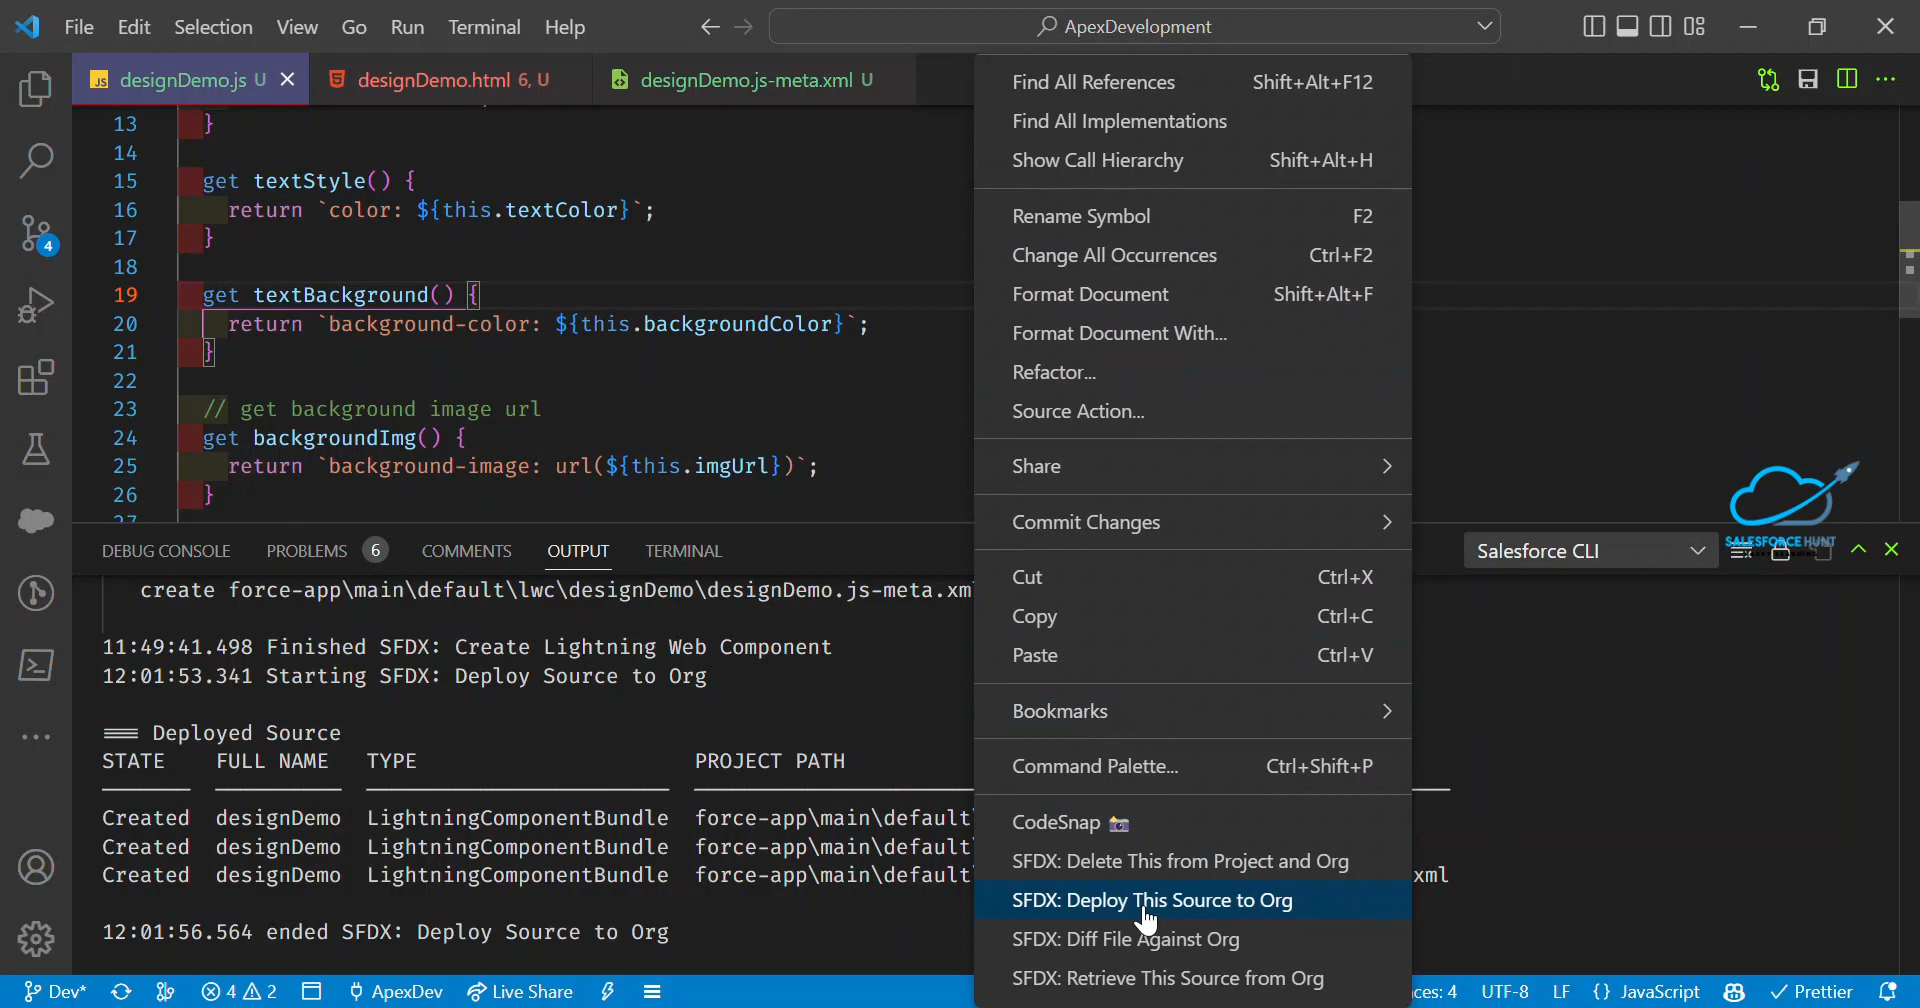 File Edit Selection View Go Run Terminal Help
ApexDevelopment
designDemo.js U
designDemo.html 6, U
designDemo.js-meta.xml U
13 }
14
15 get textStyle() {
16 return `color: ${this.textColor}`;
17 }
18
19 get textBackground() {
20 return `background-color: ${this.backgroundColor}`;
21 }
22
23 // get background image url
24 get backgroundImg() {
25 return `background-image: url(${this.imgUrl})`;
26 }
27
4
Find All References Shift+Alt+F12
Find All Implementations
Show Call Hierarchy Shift+Alt+H
Rename Symbol F2
Change All Occurrences Ctrl+F2
Format Document Shift+Alt+F
Format Document With...
Refactor...
Source Action...
Share
Commit Changes
Cut Ctrl+X
Copy Ctrl+C
Paste Ctrl+V
Bookmarks
Command Palette... Ctrl+Shift+P
CodeSnap
SFDX: Delete This from Project and Org
SFDX: Deploy This Source to Org
SFDX: Diff File Against Org
SFDX: Retrieve This Source from Org
SALESFORCE HUNT
DEBUG CONSOLE PROBLEMS 6 COMMENTS OUTPUT TERMINAL
Salesforce CLI
create force-app\main\default\lwc\designDemo\designDemo.js-meta.xm
11:49:41.498 Finished SFDX: Create Lightning Web Component
12:01:53.341 Starting SFDX: Deploy Source to Org
=== Deployed Source
STATE FULL NAME TYPE PROJECT PATH
Created designDemo LightningComponentBundle force-app\main\default\
Created designDemo LightningComponentBundle force-app\main\default\
Created designDemo LightningComponentBundle force-app\main\default\ xml
12:01:56.564 ended SFDX: Deploy Source to Org
Dev* 4 2 ApexDev Live Share
ces: 4 UTF-8 LF {} JavaScript Prettier